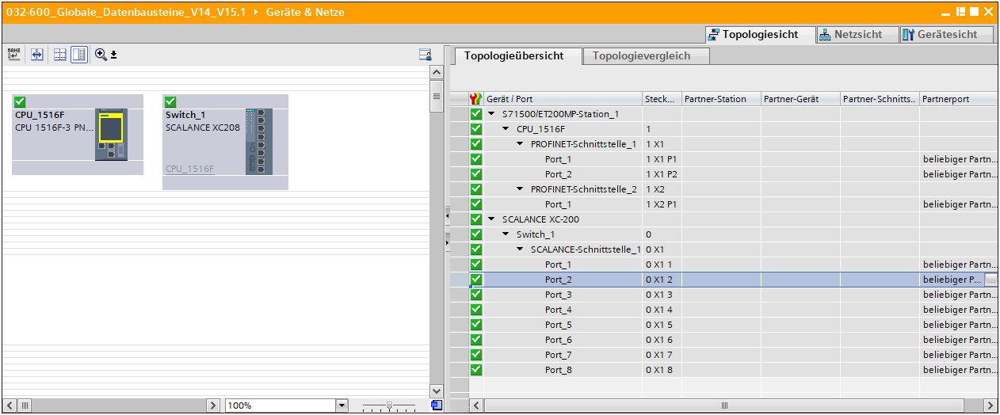 032-600_Globale_Datenbausteine_V14_V15.1 ▸ Geräte & Netze
Topologiesicht Netzsicht Gerätesicht
NAME
Topologieübersicht Topologievergleich
CPU_1516F
CPU 1516F-3 PN...
Switch_1
SCALANCE XC208
CPU_1516F
100%
Gerät / Port Steck... Partner-Station Partner-Gerät Partner-Schnitts.. Partnerport
S71500/ET200MP-Station_1
CPU_1516F 1
PROFINET-Schnittstelle_1 1 X1
Port_1 1 X1 P1 beliebiger Partn...
Port_2 1 X1 P2 beliebiger Partn...
PROFINET-Schnittstelle_2 1 X2
Port_1 1 X2 P1 beliebiger Partn...
SCALANCE XC-200
Switch_1 0
SCALANCE-Schnittstelle_1 0 X1
Port_1 0 X1 1 beliebiger Partn...
Port_2 0 X1 2 beliebiger P... ...
Port_3 0 X1 3 beliebiger Partn...
Port_4 0 X1 4 beliebiger Partn...
Port_5 0 X1 5 beliebiger Partn...
Port_6 0 X1 6 beliebiger Partn...
Port_7 0 X1 7 beliebiger Partn...
Port_8 0 X1 8 beliebiger Partn...